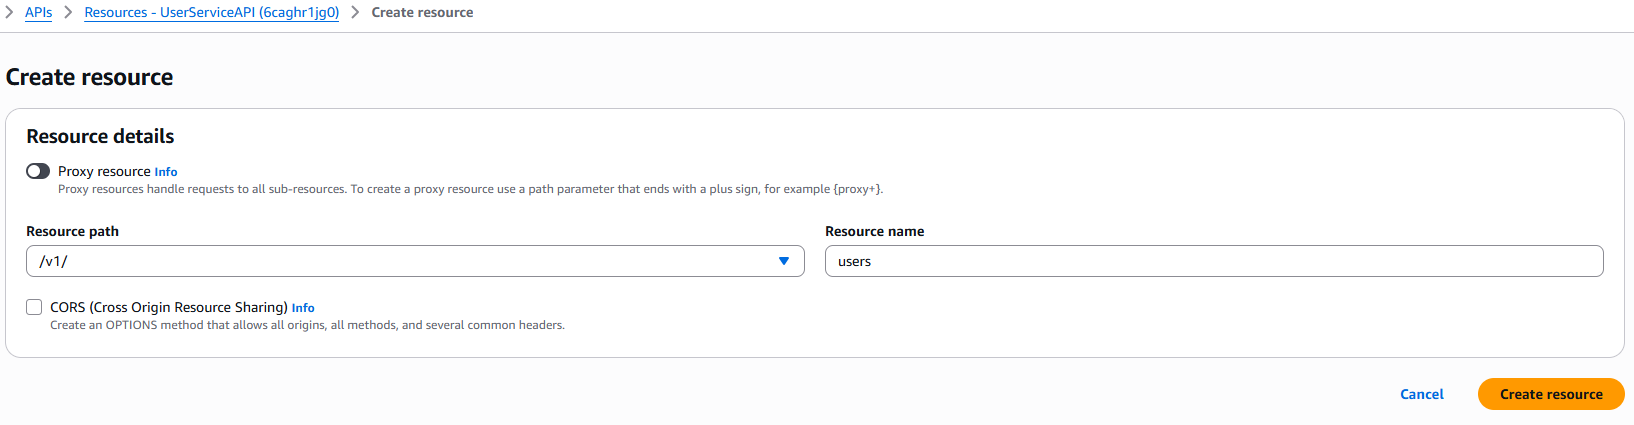 APIs Resources - UserServiceAPI (6caghr1jg0) Create resource
Create resource
Resource details
Proxy resource Info
Proxy resources handle requests to all sub-resources. To create a proxy resource use a path parameter that ends with a plus sign, for example {proxy+}.
Resource path Resource name
/v1/ users
CORS (Cross Origin Resource Sharing) Info
Create an OPTIONS method that allows all origins, all methods, and several common headers.
Cancel Create resource